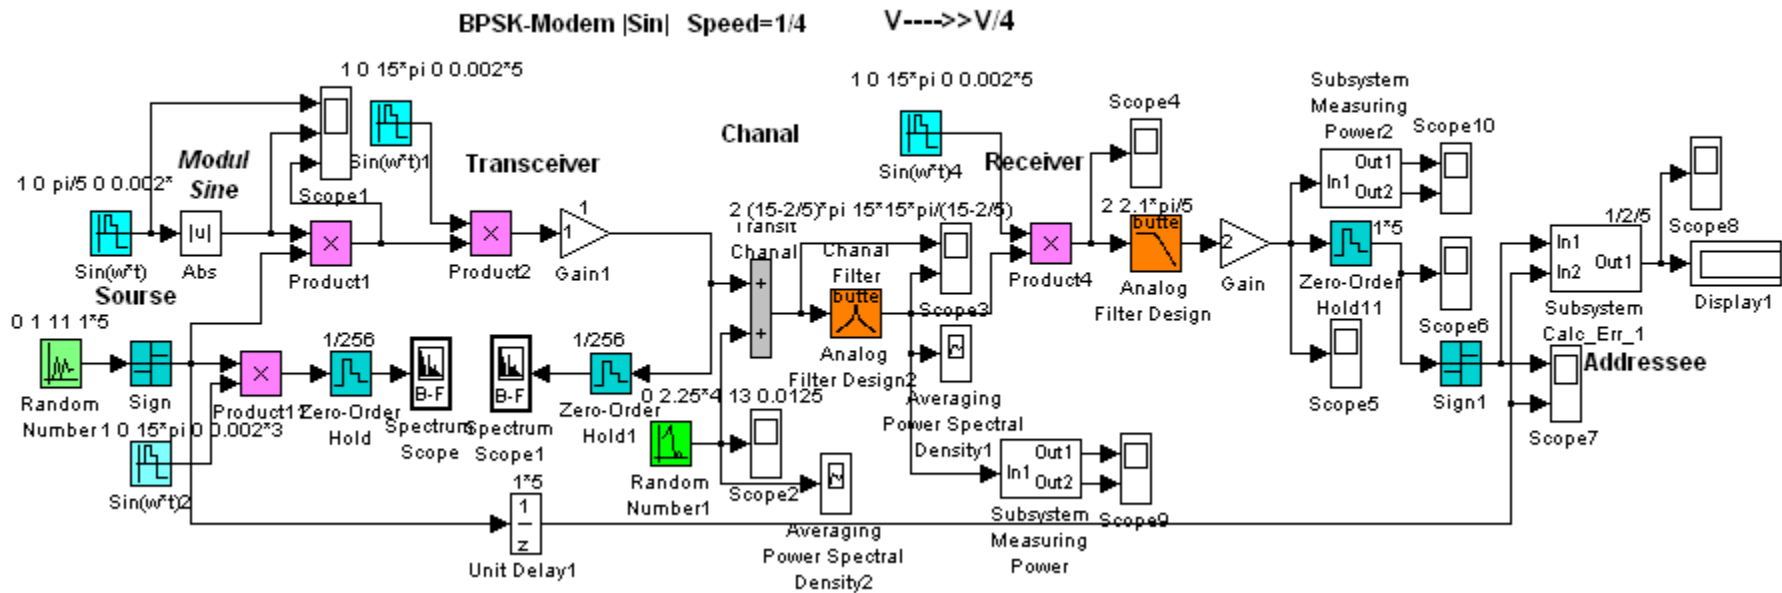 BPSK-Modem |Sin| Speed=1/4 V---->>V/4
1 0 15*pi 0 0.002*5
Scope1
Sin(w*t)1
Modul
Sine
1 0 pi/5 0 0.002*
Sin(w*t)
|u|
Abs
×
Product1
Transceiver
×
Product2
1
1
Gain1
Sourse
0 1 11 1*5
Random
Number
Sign
1 0 15*pi 0 0.002*3
Sin(w*t)2
×
Product11
1/256
Zero-Order
Hold
B-F
Spectrum
Scope
B-F
Spectrum
Scope1
1/256
Zero-Order
Hold1
1*5
1
z
Unit Delay1
0 2.25*4 13 0.0125
Random
Number1
Scope2
Averaging
Power Spectral
Density2
Chanal
2 (15-2/5)*pi 15*15*pi/(15-2/5)
Transit
Chanal
+
+
Chanal
Filter
butte
Analog
Filter Design2
Scope3
Averaging
Power Spectral
Density1
In1
Out1
Out2
Subsystem
Measuring
Power
Scope9
1 0 15*pi 0 0.002*5
Sin(w*t)4
Receiver
×
Product4
Scope4
2 2.1*pi/5
butte
Analog
Filter Design
2
Gain
Subsystem
Measuring
Power2
In1
Out1
Out2
Scope10
1*5
Zero-Order
Hold11
Scope5
Scope6
Sign1
1/2/5
In1
In2
Out1
Subsystem
Calc_Err_1
Scope8
Display1
Addressee
Scope7